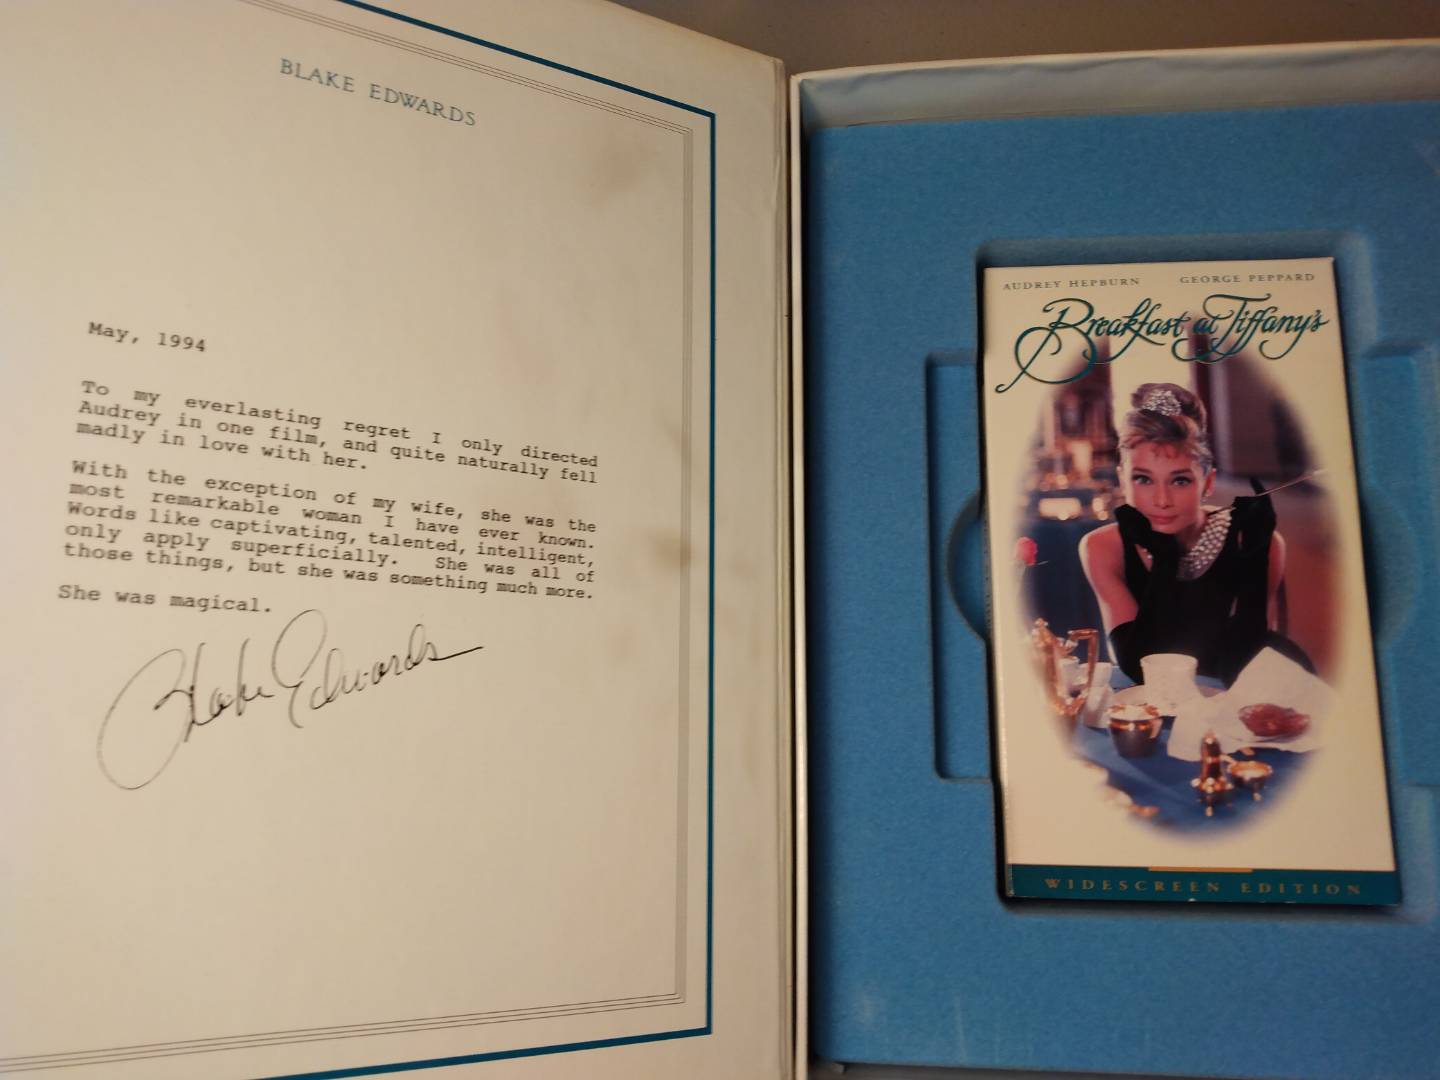 BLAKE EDWARDS
May, 1994
To my everlasting regret I only directed
Audrey in one film, and quite naturally fell
madly in love with her.
With the exception of my wife, she was the
most remarkable woman I have ever known.
Words like captivating, talented, intelligent,
only apply superficially. She was all of
those things, but she was something much more.
She was magical.
Blake Edwards
AUDREY HEPBURN GEORGE PEPPARD
Breakfast at Tiffany's
WIDESCREEN EDITION